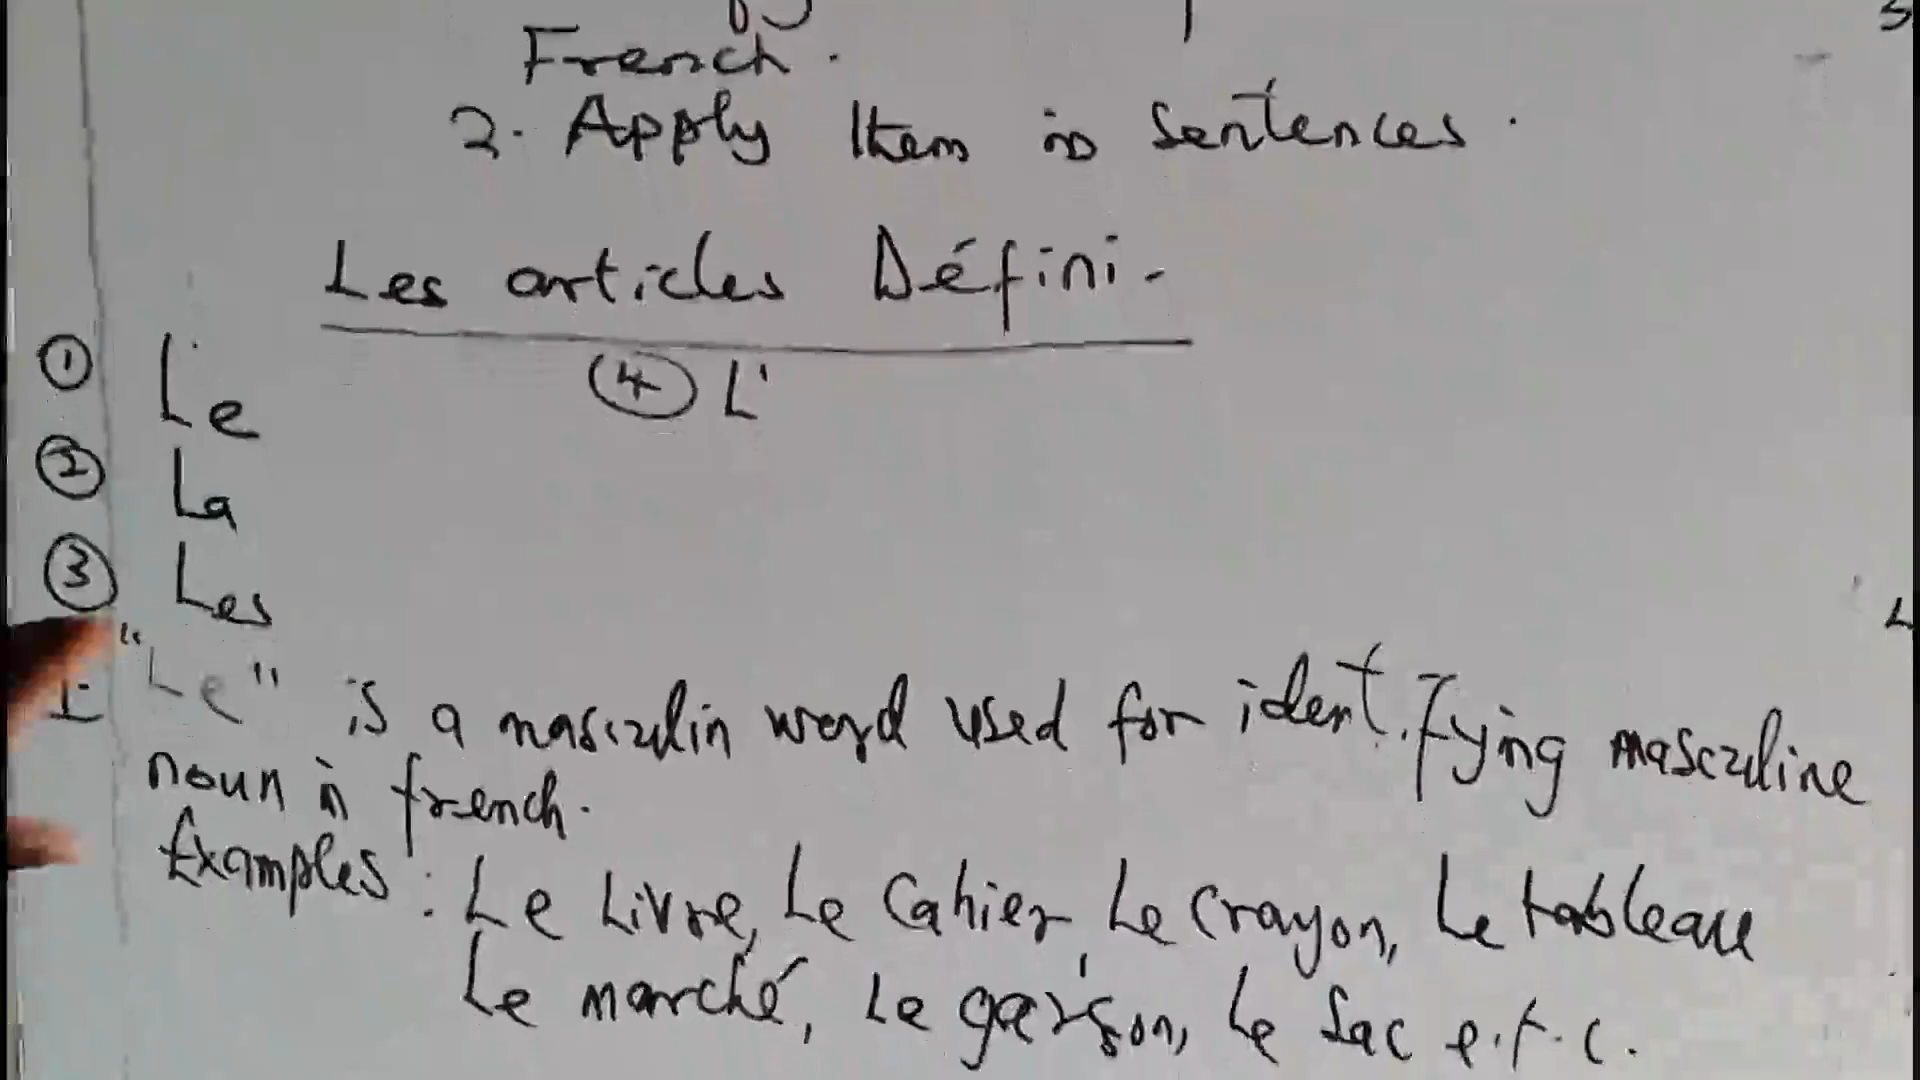 French.
2. Apply them in sentences.
Les articles Défini.
① Le
④ L'
② La
③ Les
I "Le" is a masculin word used for identifying masculine
noun in french.
Examples: Le Livre, Le Cahier, Le Crayon, Le tableau
Le marché, Le garçon, Le Sac e.t.c.